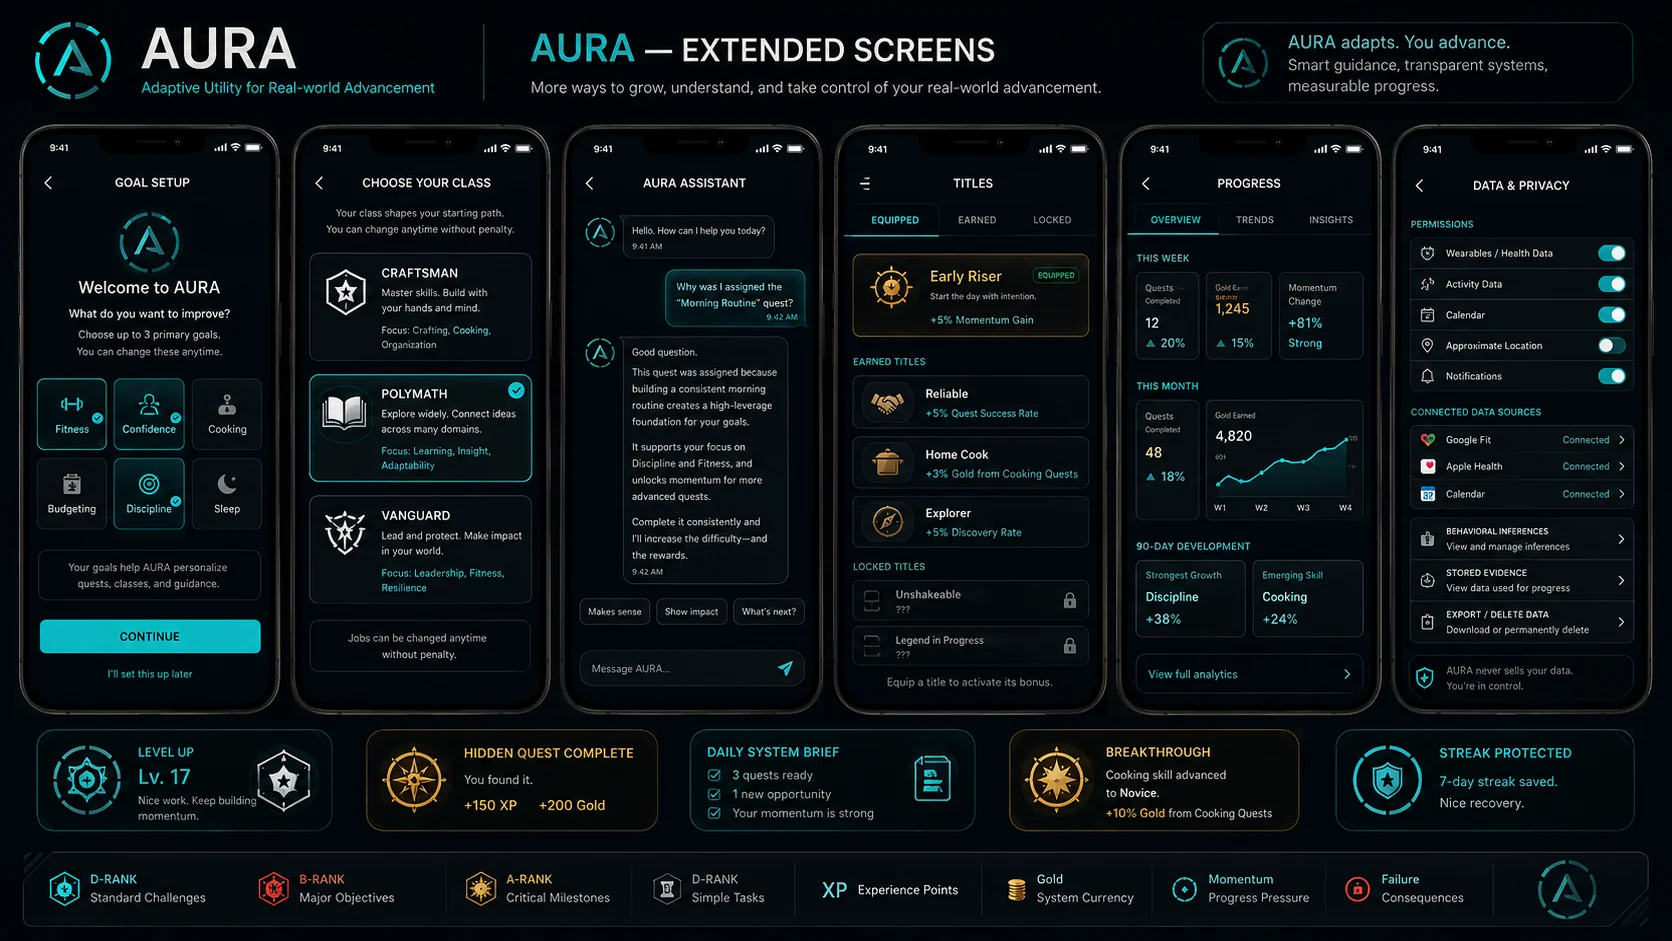 AURA
Adaptive Utility for Real-world Advancement
AURA — EXTENDED SCREENS
More ways to grow, understand, and take control of your real-world advancement.
AURA adapts. You advance.
Smart guidance, transparent systems,
measurable progress.
9:41
GOAL SETUP
Welcome to AURA
What do you want to improve?
Choose up to 3 primary goals.
You can change these anytime.
Fitness
Confidence
Cooking
Budgeting
Discipline
Sleep
Your goals help AURA personalize
quests, classes, and guidance.
CONTINUE
I'll set this up later
9:41
CHOOSE YOUR CLASS
Your class shapes your starting path.
You can change anytime without penalty.
CRAFTSMAN
Master skills. Build with
your hands and mind.
Focus: Crafting, Cooking,
Organization
POLYMATH
Explore widely. Connect ideas
across many domains.
Focus: Learning, Insight,
Adaptability
VANGUARD
Lead and protect. Make impact
in your world.
Focus: Leadership, Fitness,
Resilience
Jobs can be changed anytime
without penalty.
9:41
AURA ASSISTANT
Hello. How can I help you today?
9:41 AM
Why was I assigned the
"Morning Routine" quest?
9:42 AM
Good question.
This quest was assigned because
building a consistent morning
routine creates a high-leverage
foundation for your goals.
It supports your focus on
Discipline and Fitness, and
unlocks momentum for more
advanced quests.
Complete it consistently and
I'll increase the difficulty—and
the rewards.
9:42 AM
Makes sense
Show impact
What's next?
Message AURA...
9:41
TITLES
EQUIPPED
EARNED
LOCKED
Early Riser
EQUIPPED
Start the day with intention.
+5% Momentum Gain
EARNED TITLES
Reliable
+5% Quest Success Rate
Home Cook
+3% Gold from Cooking Quests
Explorer
+5% Discovery Rate
LOCKED TITLES
Unshakeable
???
Legend in Progress
???
Equip a title to activate its bonus.
9:41
PROGRESS
OVERVIEW
TRENDS
INSIGHTS
THIS WEEK
Quests
Completed
12
▲ 20%
Gold
1,245
▲ 15%
Momentum
Change
+81%
Strong
THIS MONTH
Quests
Completed
48
▲ 18%
Gold Earned
4,820
W1
W2
W3
W4
90-DAY DEVELOPMENT
Strongest Growth
Discipline
+38%
Emerging Skill
Cooking
+24%
View full analytics
9:41
DATA & PRIVACY
PERMISSIONS
Wearables / Health Data
Activity Data
Calendar
Approximate Location
Notifications
CONNECTED DATA SOURCES
Google Fit
Connected
Apple Health
Connected
Calendar
Connected
BEHAVIORAL INFERENCES
View and manage inferences
STORED EVIDENCE
View data used for progress
EXPORT / DELETE DATA
Download or permanently delete
AURA never sells your data.
You're in control.
LEVEL UP
Lv. 17
Nice work. Keep building
momentum.
HIDDEN QUEST COMPLETE
You found it.
+150 XP
+200 Gold
DAILY SYSTEM BRIEF
3 quests ready
1 new opportunity
Your momentum is strong
BREAKTHROUGH
Cooking skill advanced
to Novice.
+10% Gold from Cooking Quests
STREAK PROTECTED
7-day streak saved.
Nice recovery.
D-RANK
Standard Challenges
B-RANK
Major Objectives
A-RANK
Critical Milestones
D-RANK
Simple Tasks
XP Experience Points
Gold
System Currency
Momentum
Progress Pressure
Failure
Consequences